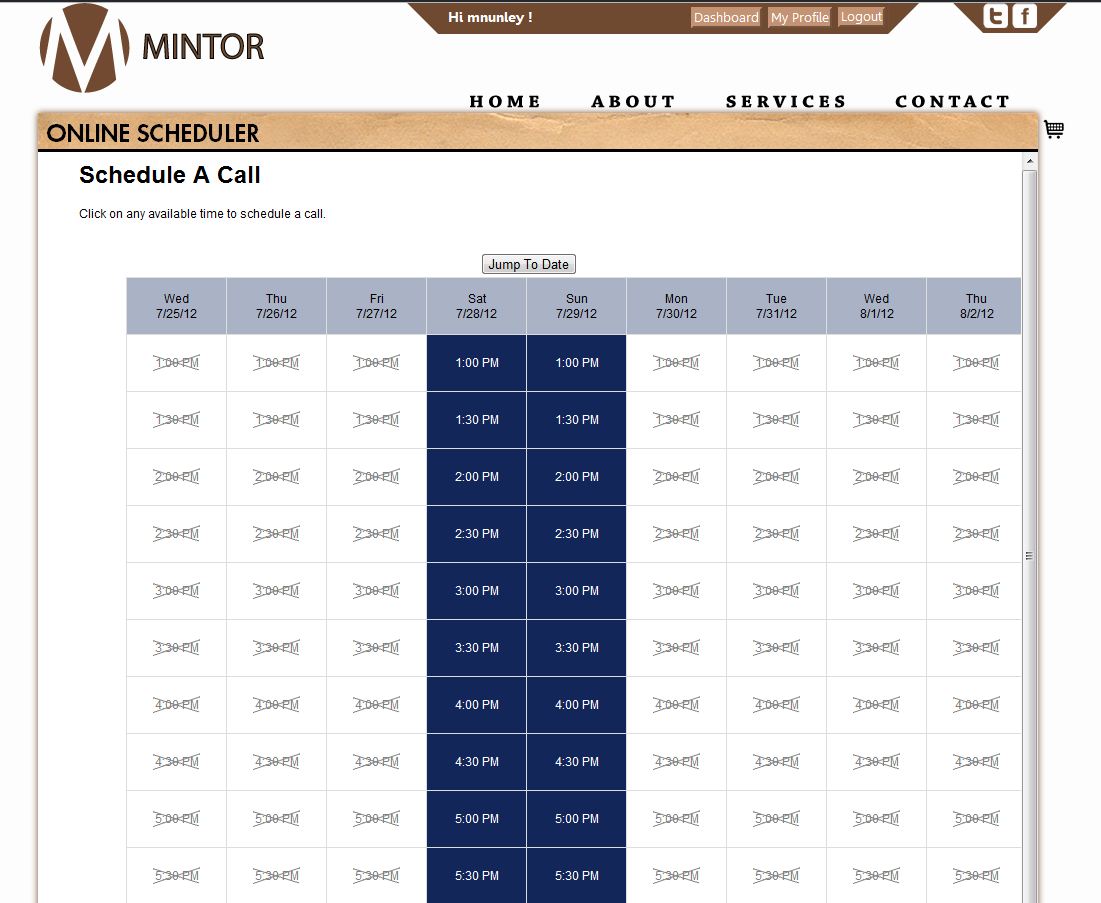 Hi mnunley !
Dashboard
My Profile
Logout
MINTOR
HOME ABOUT SERVICES CONTACT
ONLINE SCHEDULER
Schedule A Call
Click on any available time to schedule a call.
Jump To Date
Wed Thu Fri Sat Sun Mon Tue Wed Thu
7/25/12 7/26/12 7/27/12 7/28/12 7/29/12 7/30/12 7/31/12 8/1/12 8/2/12
1:00 PM 1:00 PM 1:00 PM 1:00 PM 1:00 PM 1:00 PM 1:00 PM 1:00 PM 1:00 PM
1:30 PM 1:30 PM 1:30 PM 1:30 PM 1:30 PM 1:30 PM 1:30 PM 1:30 PM 1:30 PM
2:00 PM 2:00 PM 2:00 PM 2:00 PM 2:00 PM 2:00 PM 2:00 PM 2:00 PM 2:00 PM
2:30 PM 2:30 PM 2:30 PM 2:30 PM 2:30 PM 2:30 PM 2:30 PM 2:30 PM 2:30 PM
3:00 PM 3:00 PM 3:00 PM 3:00 PM 3:00 PM 3:00 PM 3:00 PM 3:00 PM 3:00 PM
3:30 PM 3:30 PM 3:30 PM 3:30 PM 3:30 PM 3:30 PM 3:30 PM 3:30 PM 3:30 PM
4:00 PM 4:00 PM 4:00 PM 4:00 PM 4:00 PM 4:00 PM 4:00 PM 4:00 PM 4:00 PM
4:30 PM 4:30 PM 4:30 PM 4:30 PM 4:30 PM 4:30 PM 4:30 PM 4:30 PM 4:30 PM
5:00 PM 5:00 PM 5:00 PM 5:00 PM 5:00 PM 5:00 PM 5:00 PM 5:00 PM 5:00 PM
5:30 PM 5:30 PM 5:30 PM 5:30 PM 5:30 PM 5:30 PM 5:30 PM 5:30 PM 5:30 PM